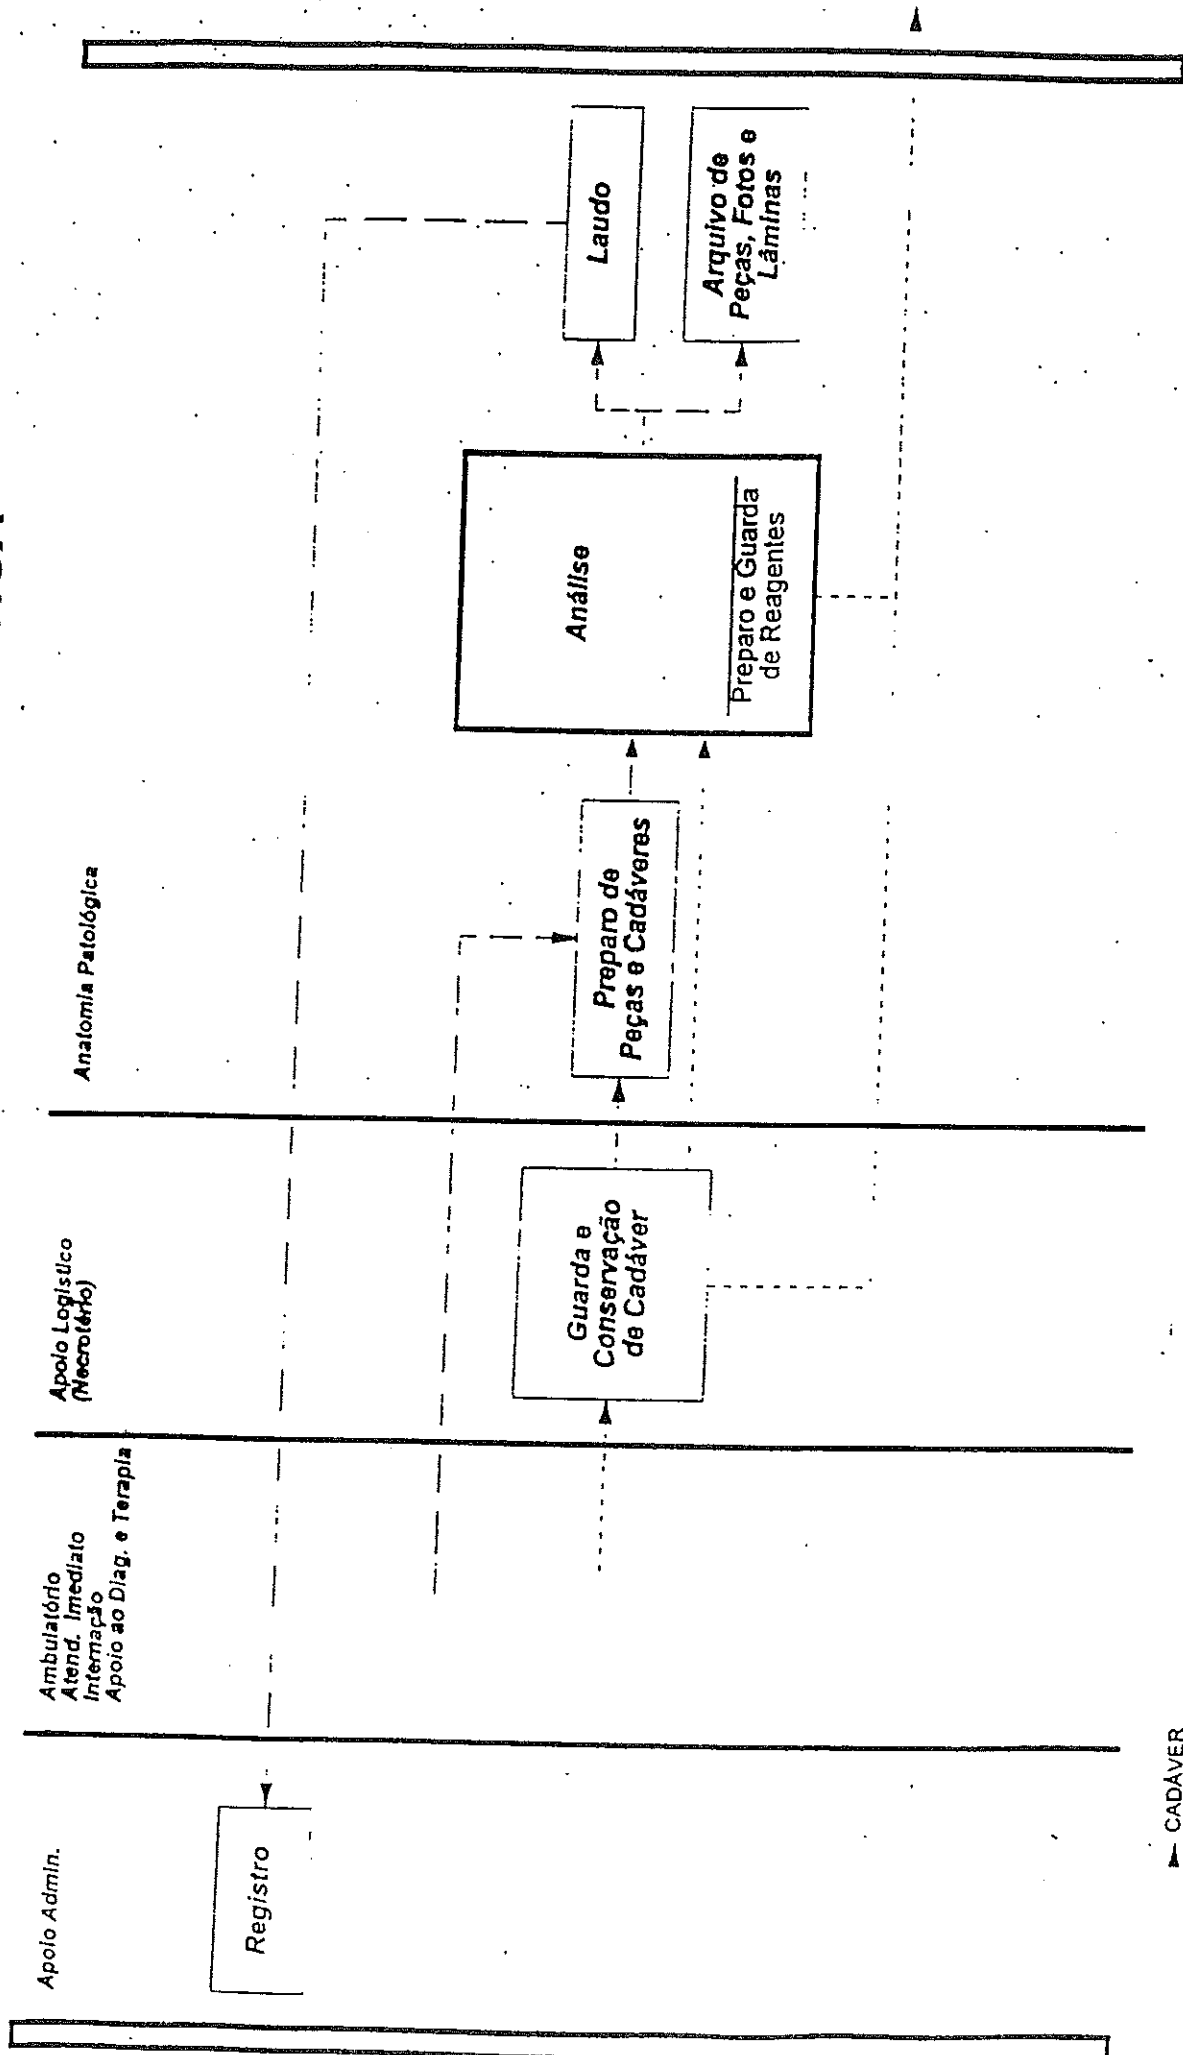 Apoio Admin.
Ambulatório
Atend. Imediato
Internação
Apoio ao Diag. e Terapia
Apoio Logístico
(Necrotério)
Anatomia Patológica
Registro
Guarda e
Conservação
de Cadáver
Preparo de
Peças e Cadáveres
Análise
Preparo e Guarda
de Reagentes
Laudo
Arquivo de
Peças, Fotos e
Lâminas
CADÁVER